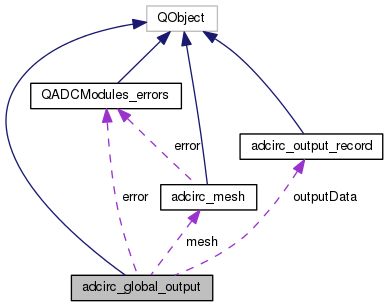 QObject
QADCModules_errors
adcirc_output_record
error
adcirc_mesh
error
outputData
mesh
adcirc_global_output